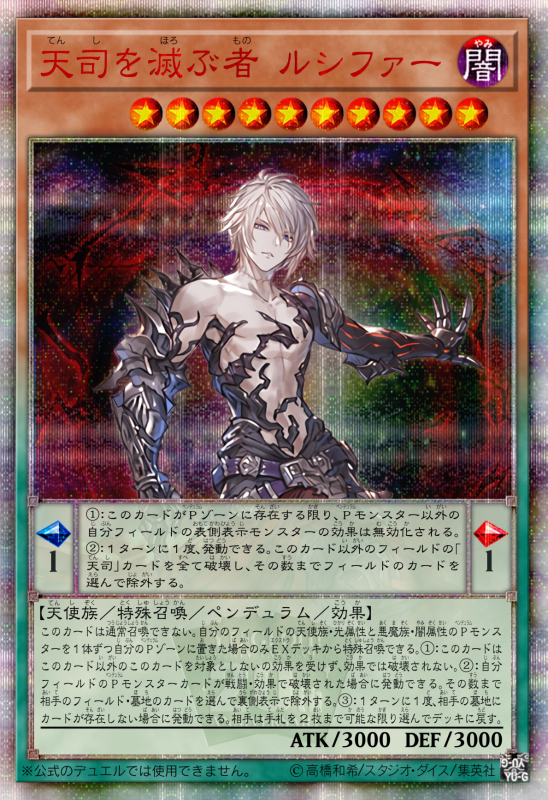 天司を滅ぶ者 ルシファー
闇
①:このカードがPゾーンに存在する限り、Pモンスター以外の
自分フィールドの表側表示モンスターの効果は無効化される。
②:1ターンに1度、発動できる。このカード以外のフィールドの「
天司」カードを全て破壊し、その数までフィールドのカードを
選んで除外する。
1
1
【天使族/特殊召喚/ペンデュラム/効果】
このカードは通常召喚できない。自分のフィールドの天使族・光属性と悪魔族・闇属性のPモンス
ターを1体ずつ自分のPゾーンに置きた場合のみEXデッキから特殊召喚できる。①:このカードは
このカード以外のこのカードを対象としないの効果を受けず、効果では破壊されない。②:自分
フィールドのPモンスターカードが戦闘・効果で破壊された場合に発動できる。その数まで
相手のフィールド・墓地のカードを選んで裏側表示で除外する。③:1ターンに1度、相手の墓地に
カードが存在しない場合に発動できる。相手は手札を2枚まで可能な限り選んでデッキに戻す。
ATK/3000 DEF/3000
※公式のデュエルでは使用できません。 ©高橋和希/スタジオ・ダイス/集英社